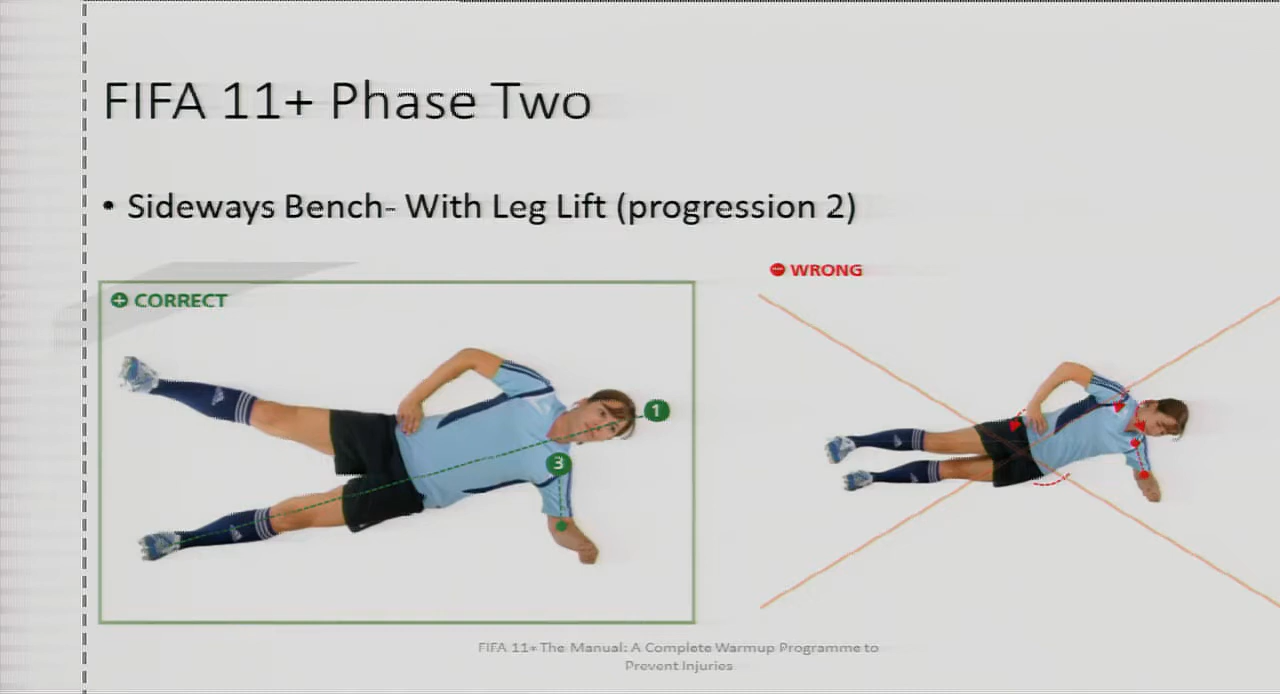 FIFA 11+ Phase Two
• Sideways Bench- With Leg Lift (progression 2)
WRONG
CORRECT
1
3
FIFA 11+ The Manual: A Complete Warmup Programme to
Prevent Injuries